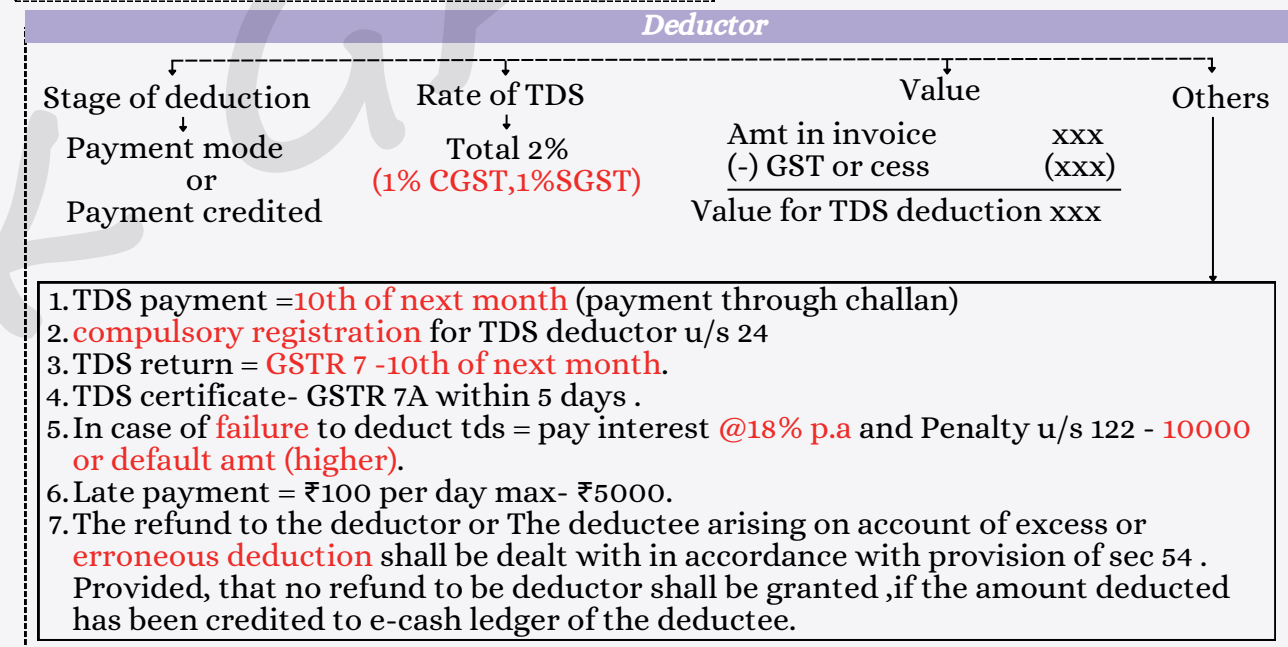 Deductor
Stage of deduction
Payment mode
or
Payment credited
Rate of TDS
Total 2%
(1% CGST,1%SGST)
Value
Amt in invoice xxx
(-) GST or cess (xxx)
Value for TDS deduction xxx
Others
1. TDS payment =10th of next month (payment through challan)
2. compulsory registration for TDS deductor u/s 24
3. TDS return = GSTR 7 -10th of next month.
4. TDS certificate- GSTR 7A within 5 days .
5. In case of failure to deduct tds = pay interest @18% p.a and Penalty u/s 122 - 10000
or default amt (higher).
6. Late payment = ₹100 per day max- ₹5000.
7. The refund to the deductor or The deductee arising on account of excess or
erroneous deduction shall be dealt with in accordance with provision of sec 54 .
Provided, that no refund to be deductor shall be granted ,if the amount deducted
has been credited to e-cash ledger of the deductee.